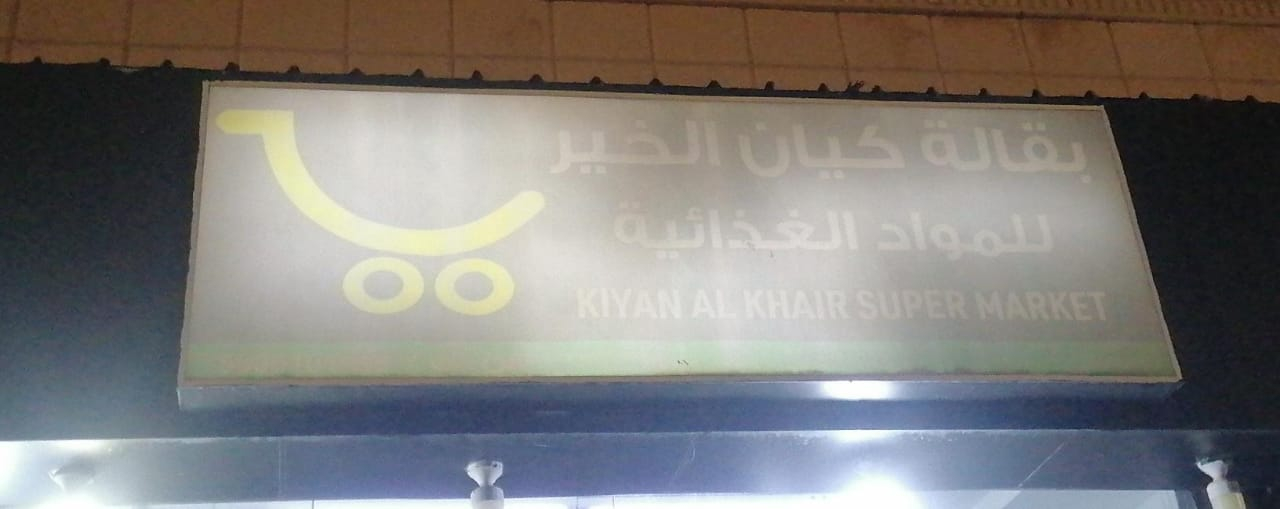 بقالة كيان الخير
للمواد الغذائية
KIYAN AL KHAIR SUPER MARKET